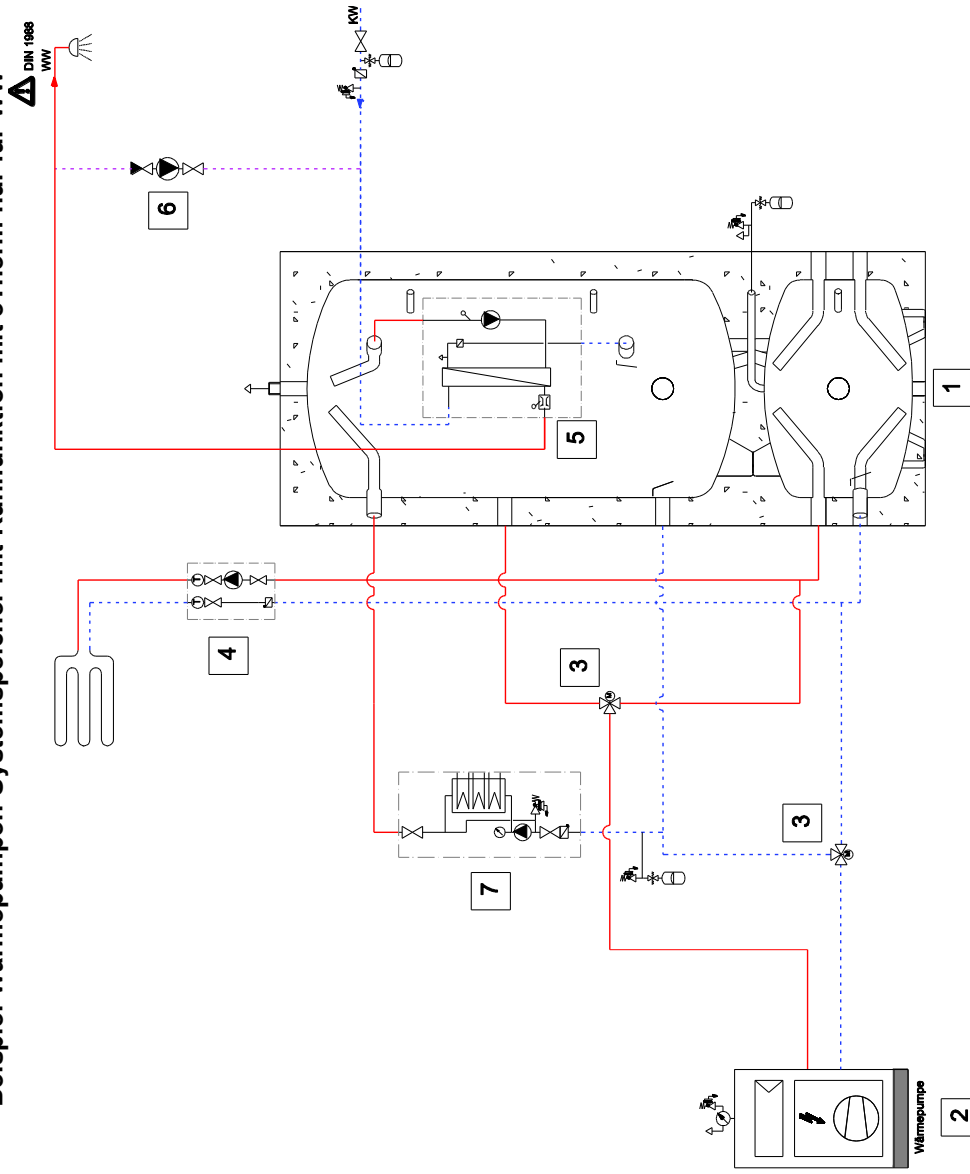 Beispiel Wärmepumpen Systemspeicher mit Kühlfunktion mit
DIN 1988
WW
KW
6
5
1
4
T
T
3
M
7
3
M
Wärmepumpe
2